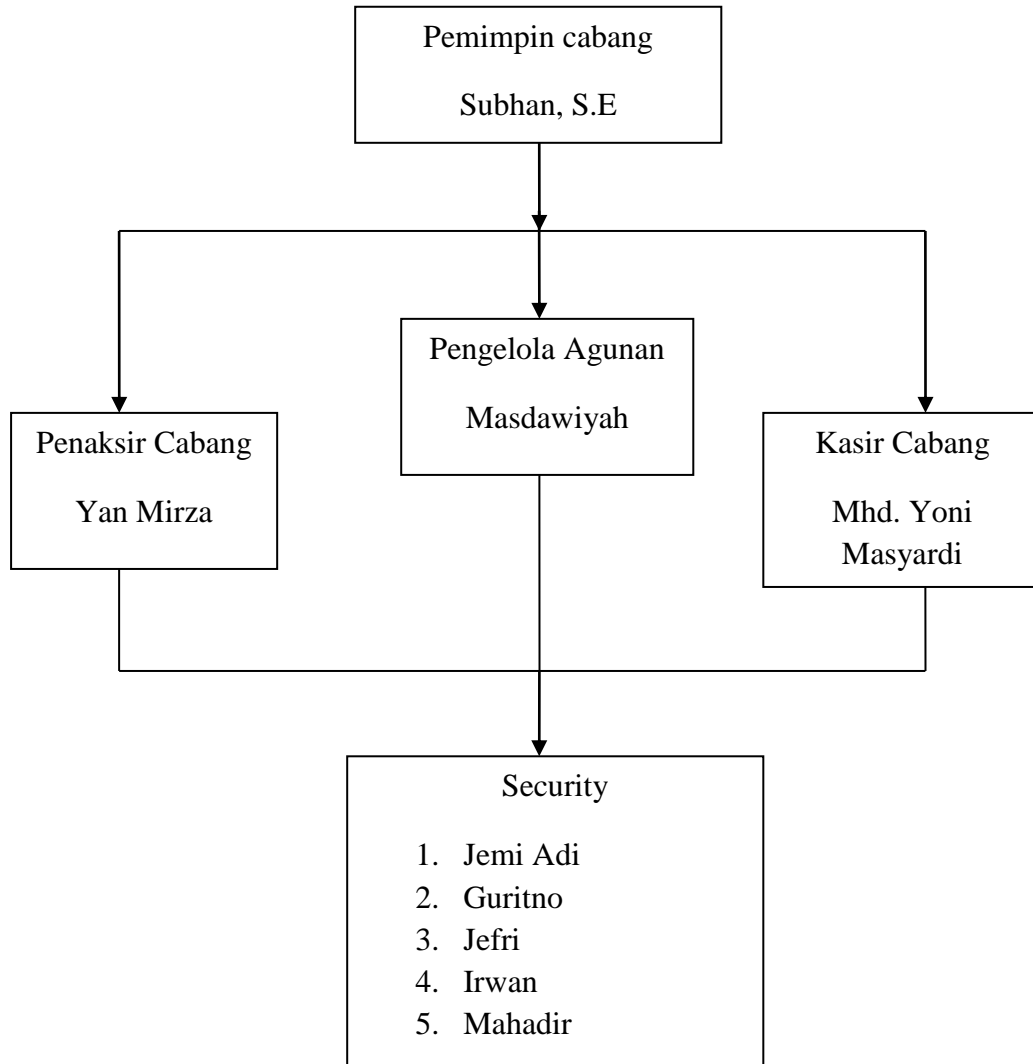 Pemimpin cabang
Subhan, S.E
Pengelola Agunan
Masdawiyah
Penaksir Cabang
Yan Mirza
Kasir Cabang
Mhd. Yoni
Masyardi
Security
1. Jemi Adi
2. Guritno
3. Jefri
4. Irwan
5. Mahadir